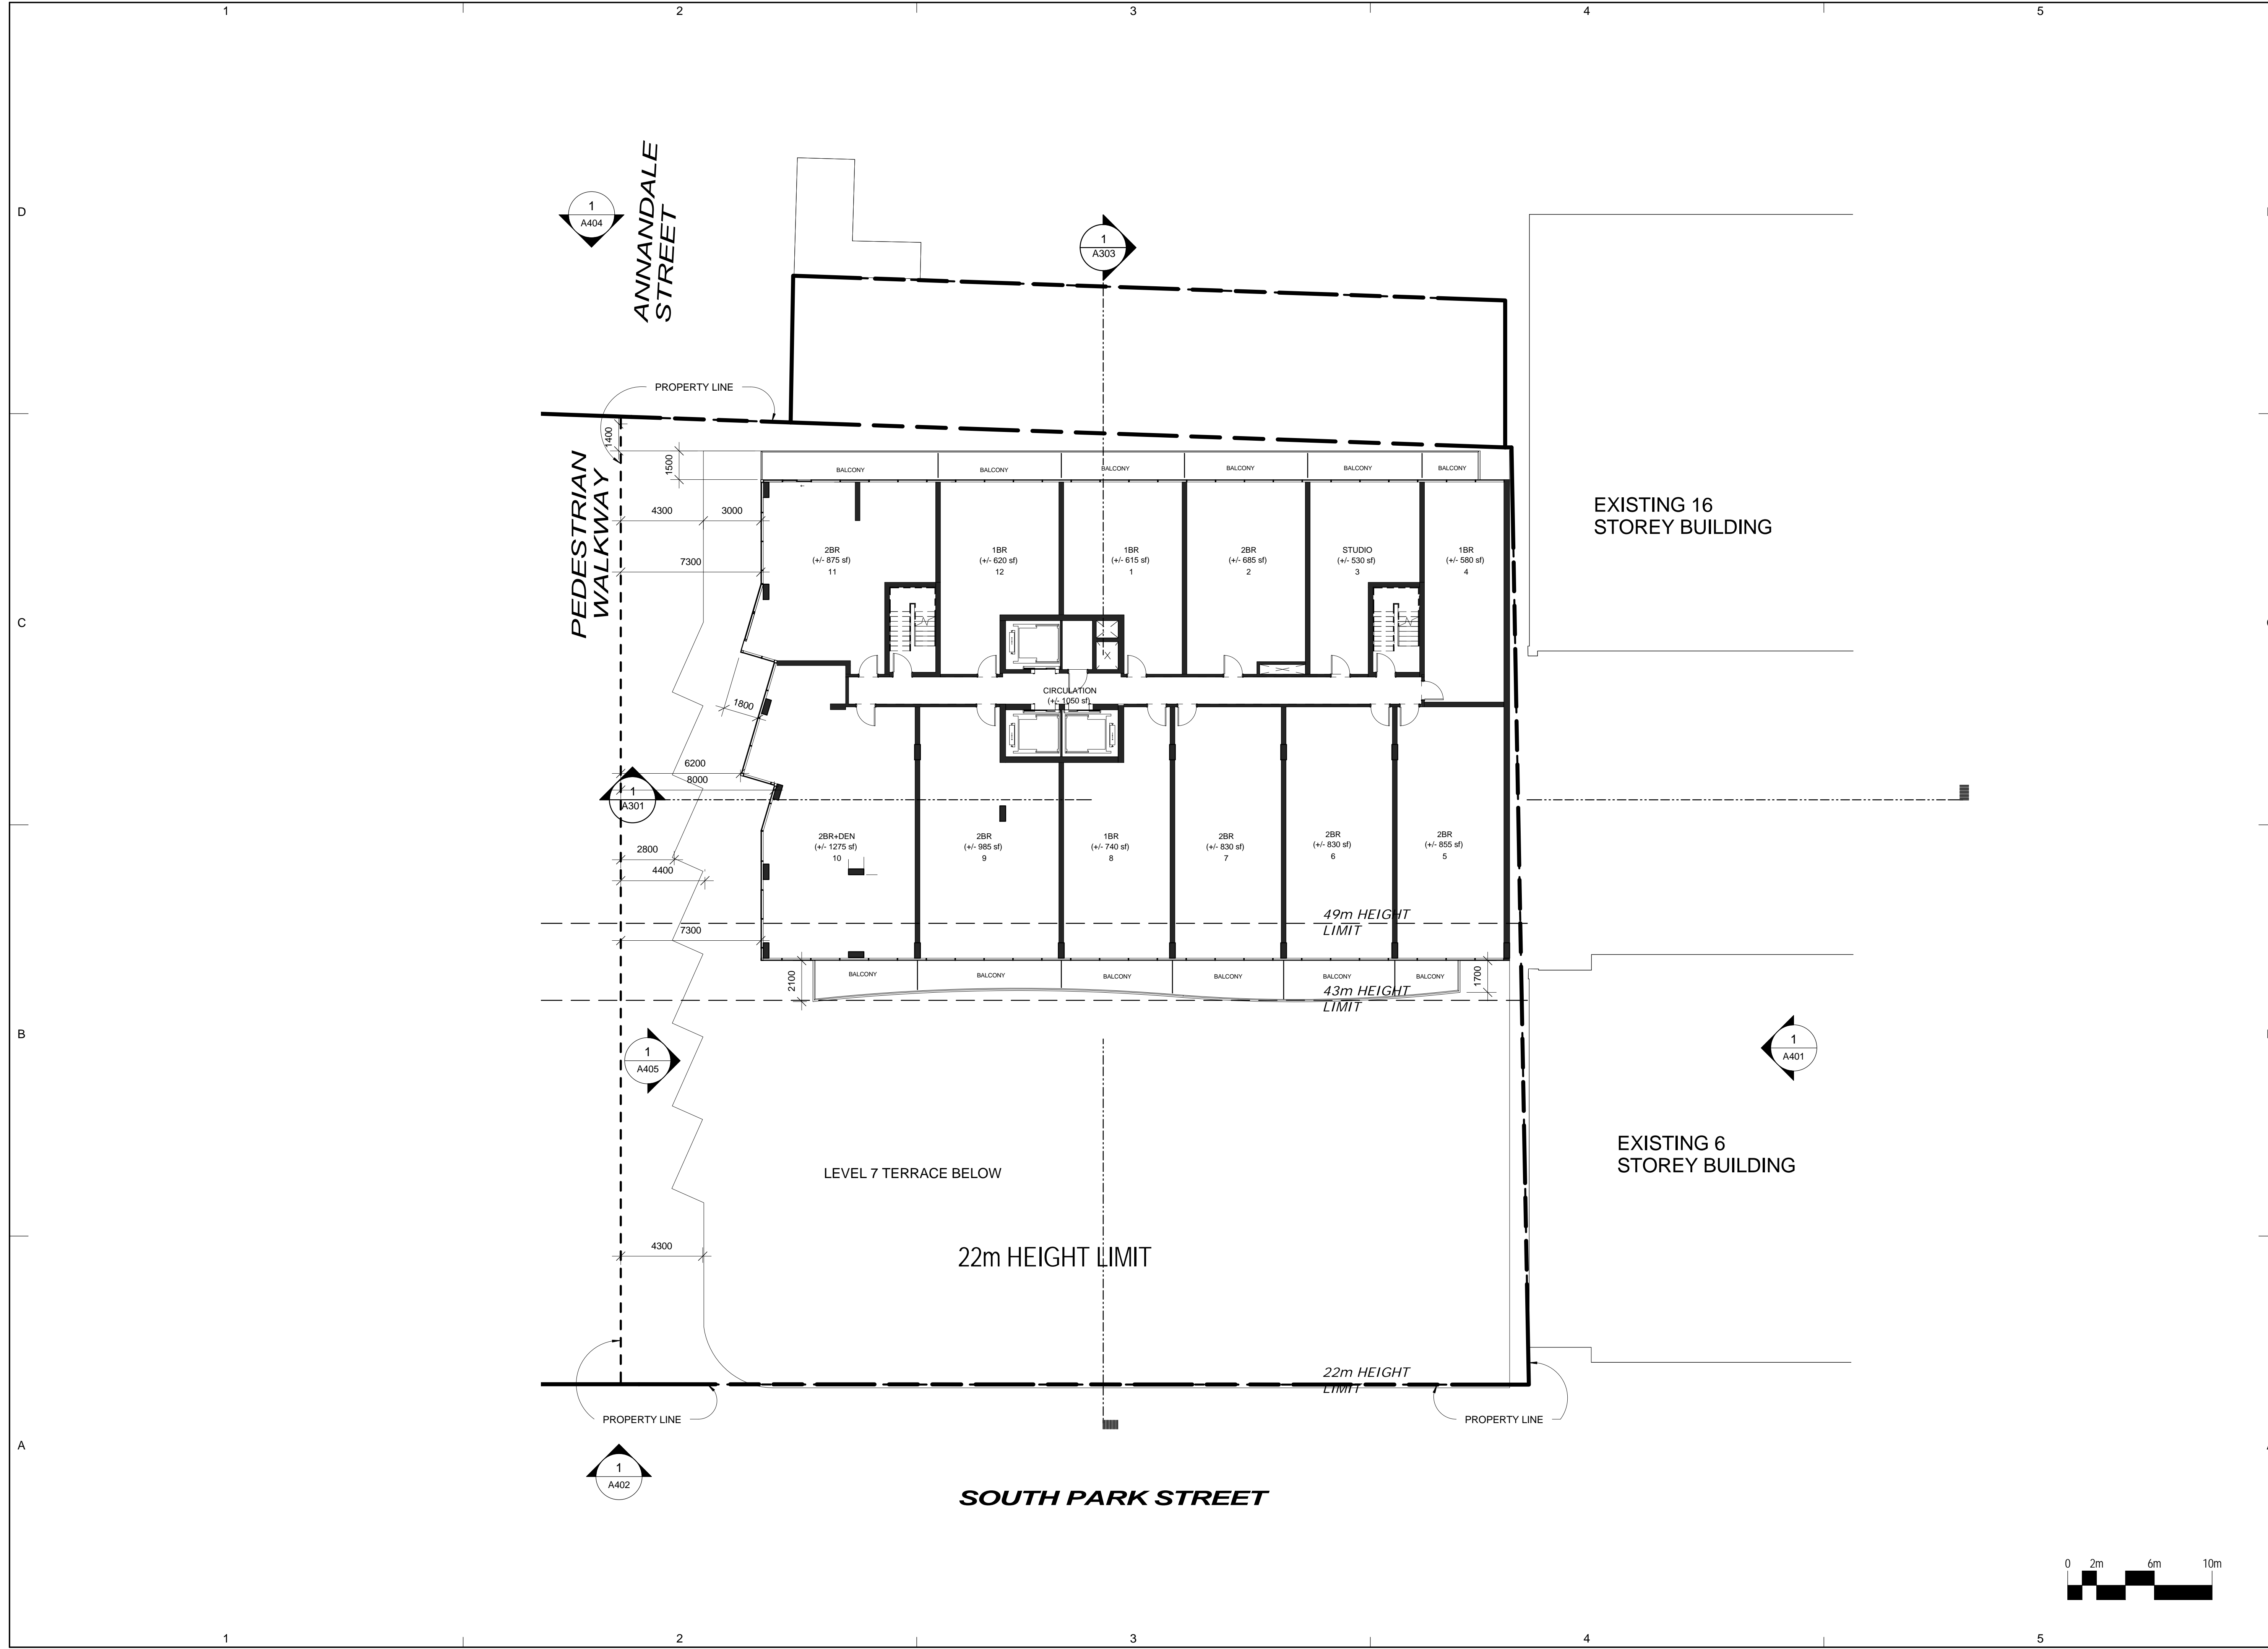 1
2
3
4
5
D
1
A404
ANNANDALE
STREET
1
A303
PROPERTY LINE
1400
1500
PEDESTRIAN
WALKWAY
BALCONY
BALCONY
BALCONY
BALCONY
BALCONY
BALCONY
4300
3000
7300
EXISTING 16
STOREY BUILDING
2BR
(+/- 875 sf)
11
1BR
(+/- 620 sf)
12
1BR
(+/- 615 sf)
1
2BR
(+/- 685 sf)
2
STUDIO
(+/- 530 sf)
3
1BR
(+/- 580 sf)
4
C
X
CIRCULATION
(+/- 1050 sf)
1800
6200
8000
1
A301
2BR+DEN
(+/- 1275 sf)
10
2BR
(+/- 985 sf)
9
1BR
(+/- 740 sf)
8
2BR
(+/- 830 sf)
7
2BR
(+/- 830 sf)
6
2BR
(+/- 855 sf)
5
2800
4400
7300
49m HEIGHT
LIMIT
BALCONY
BALCONY
BALCONY
BALCONY
BALCONY
BALCONY
2100
1700
43m HEIGHT
LIMIT
B
1
A405
1
A401
EXISTING 6
STOREY BUILDING
LEVEL 7 TERRACE BELOW
4300
22m HEIGHT LIMIT
22m HEIGHT
LIMIT
PROPERTY LINE
PROPERTY LINE
A
1
A402
SOUTH PARK STREET
0 2m 6m 10m
1
2
3
4
5